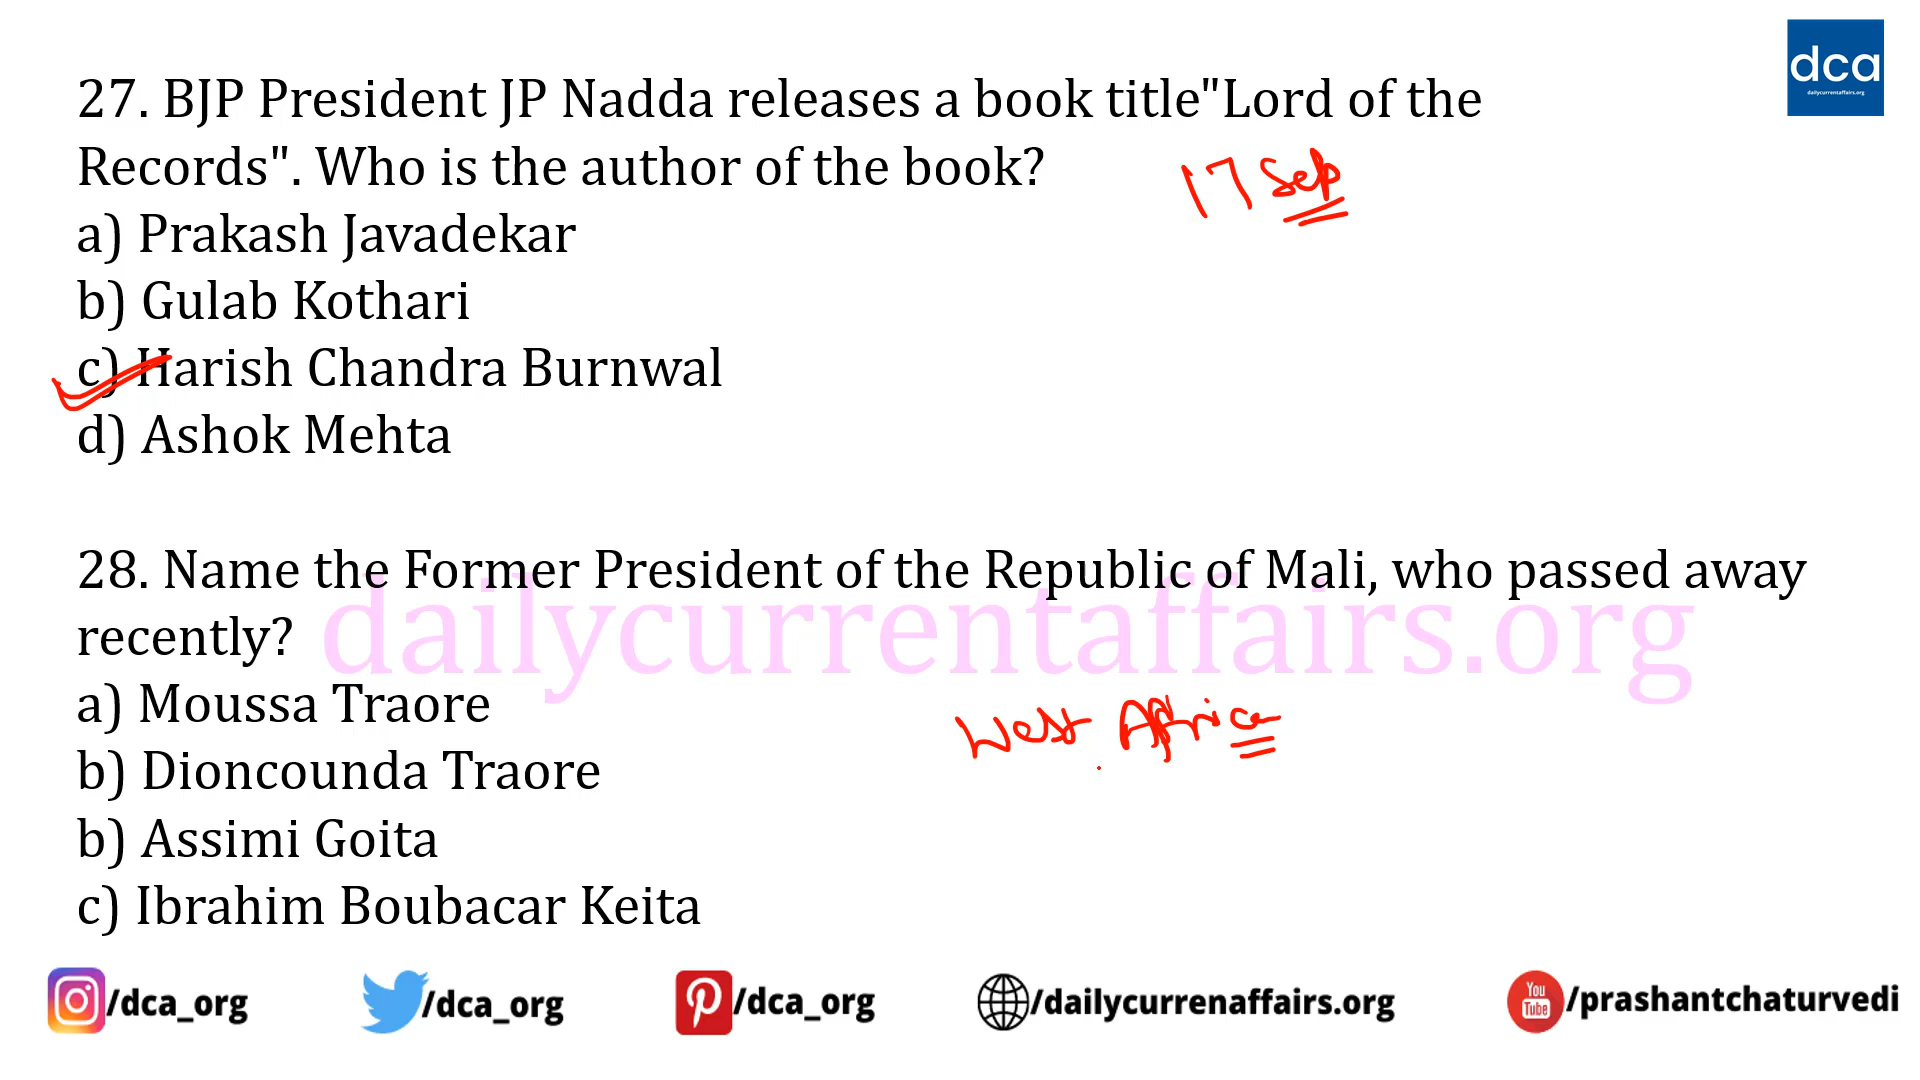 dca
dailycurrentaffairs.org
27. BJP President JP Nadda releases a book title"Lord of the
Records". Who is the author of the book?
17 Sep
a) Prakash Javadekar
b) Gulab Kothari
c) Harish Chandra Burnwal
d) Ashok Mehta
28. Name the Former President of the Republic of Mali, who passed away
recently?
dailycurrentaffairs.org
a) Moussa Traore
West Africa
b) Dioncounda Traore
b) Assimi Goita
c) Ibrahim Boubacar Keita
/dca_org
/dca_org
/dca_org
/dailycurrenaffairs.org
You Tube
/prashantchaturvedi